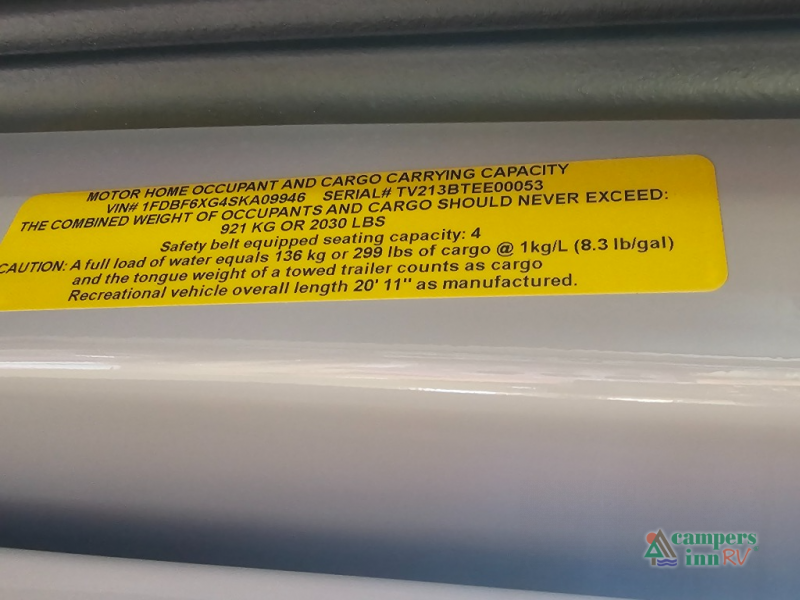 MOTOR HOME OCCUPANT AND CARGO CARRYING CAPACITY
VIN# 1FDBF6XG4SKA09946 SERIAL# TV213BTEE00053
THE COMBINED WEIGHT OF OCCUPANTS AND CARGO SHOULD NEVER EXCEED:
921 KG OR 2030 LBS
Safety belt equipped seating capacity: 4
CAUTION: A full load of water equals 136 kg or 299 lbs of cargo @ 1kg/L (8.3 lb/gal)
and the tongue weight of a towed trailer counts as cargo
Recreational vehicle overall length 20' 11" as manufactured.
campers
inn RV